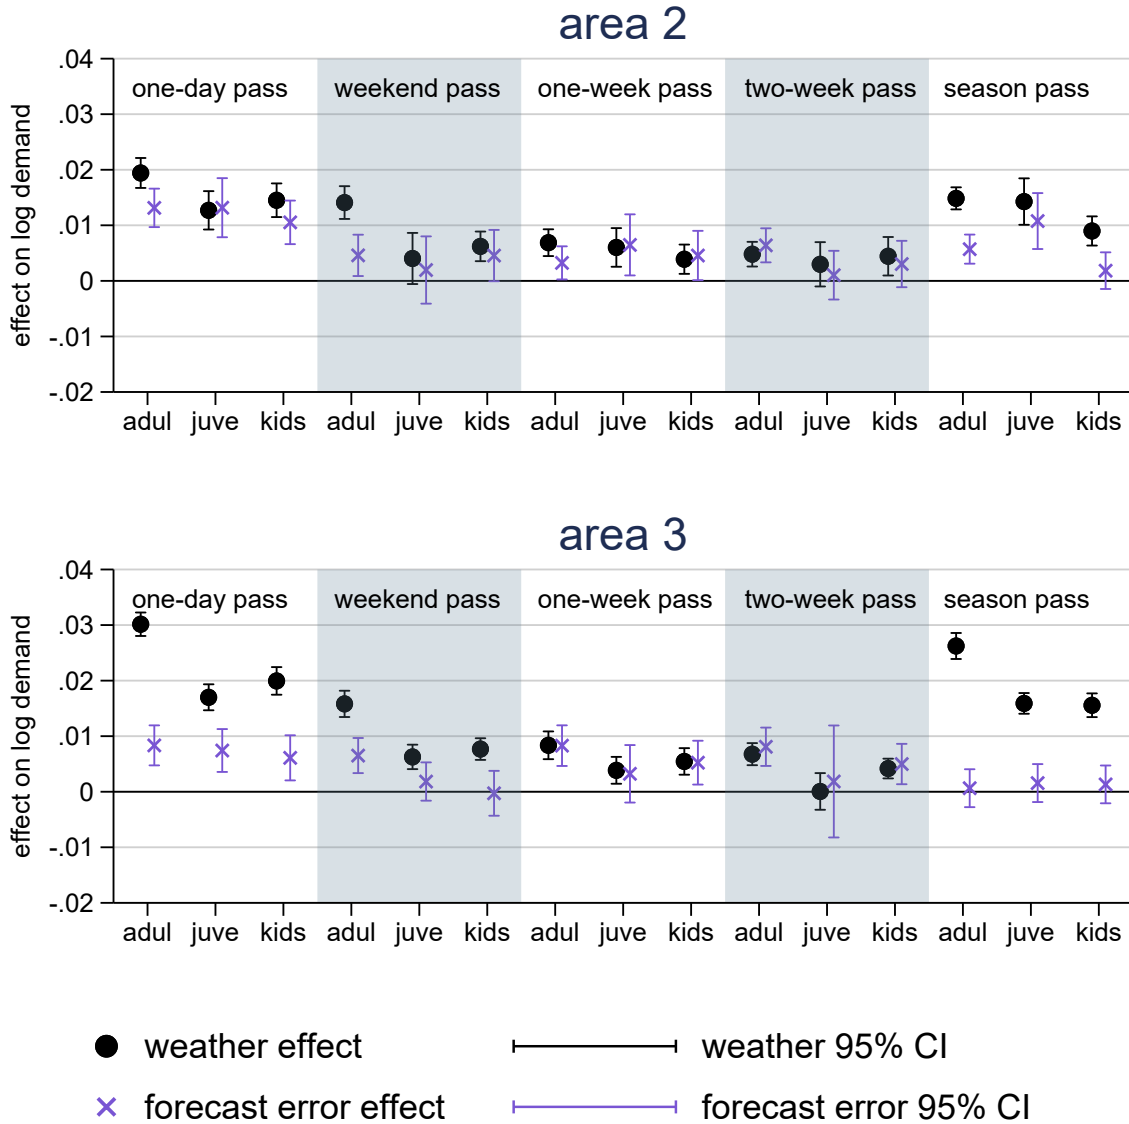 area 2
effect on log demand
.04
.03
.02
.01
0
-.01
-.02
one-day pass weekend pass one-week pass two-week pass season pass
adul juve kids adul juve kids adul juve kids adul juve kids adul juve kids
area 3
effect on log demand
.04
.03
.02
.01
0
-.01
-.02
one-day pass weekend pass one-week pass two-week pass season pass
adul juve kids adul juve kids adul juve kids adul juve kids adul juve kids
weather effect weather 95% CI
forecast error effect forecast error 95% CI